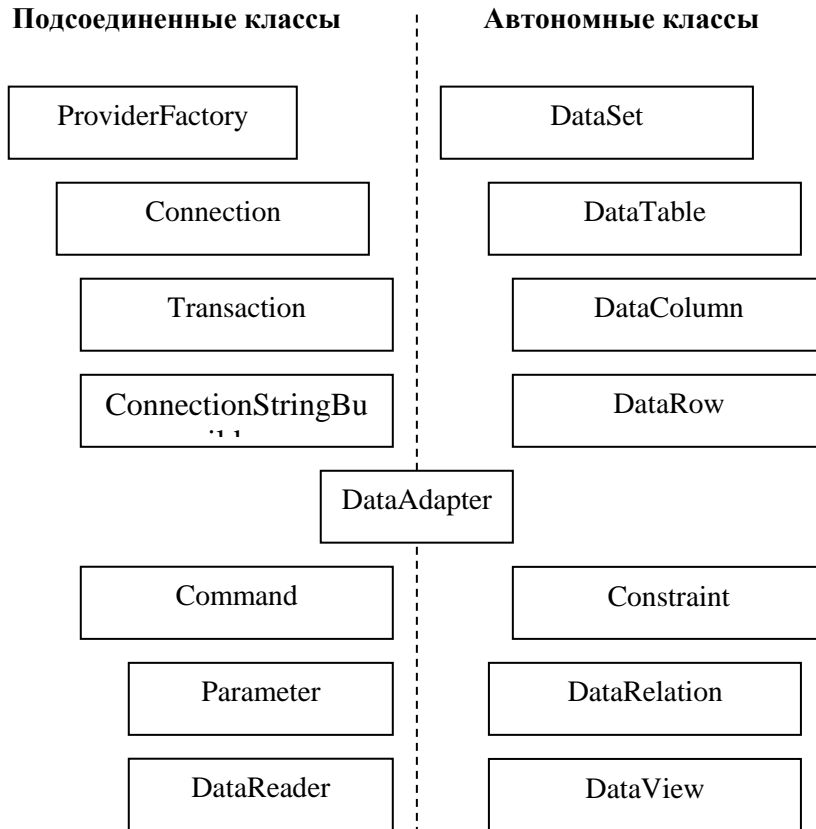 Подсоединенные классы
Автономные классы
ProviderFactory
DataSet
Connection
DataTable
Transaction
DataColumn
ConnectionStringBu
DataRow
DataAdapter
Command
Constraint
Parameter
DataRelation
DataReader
DataView